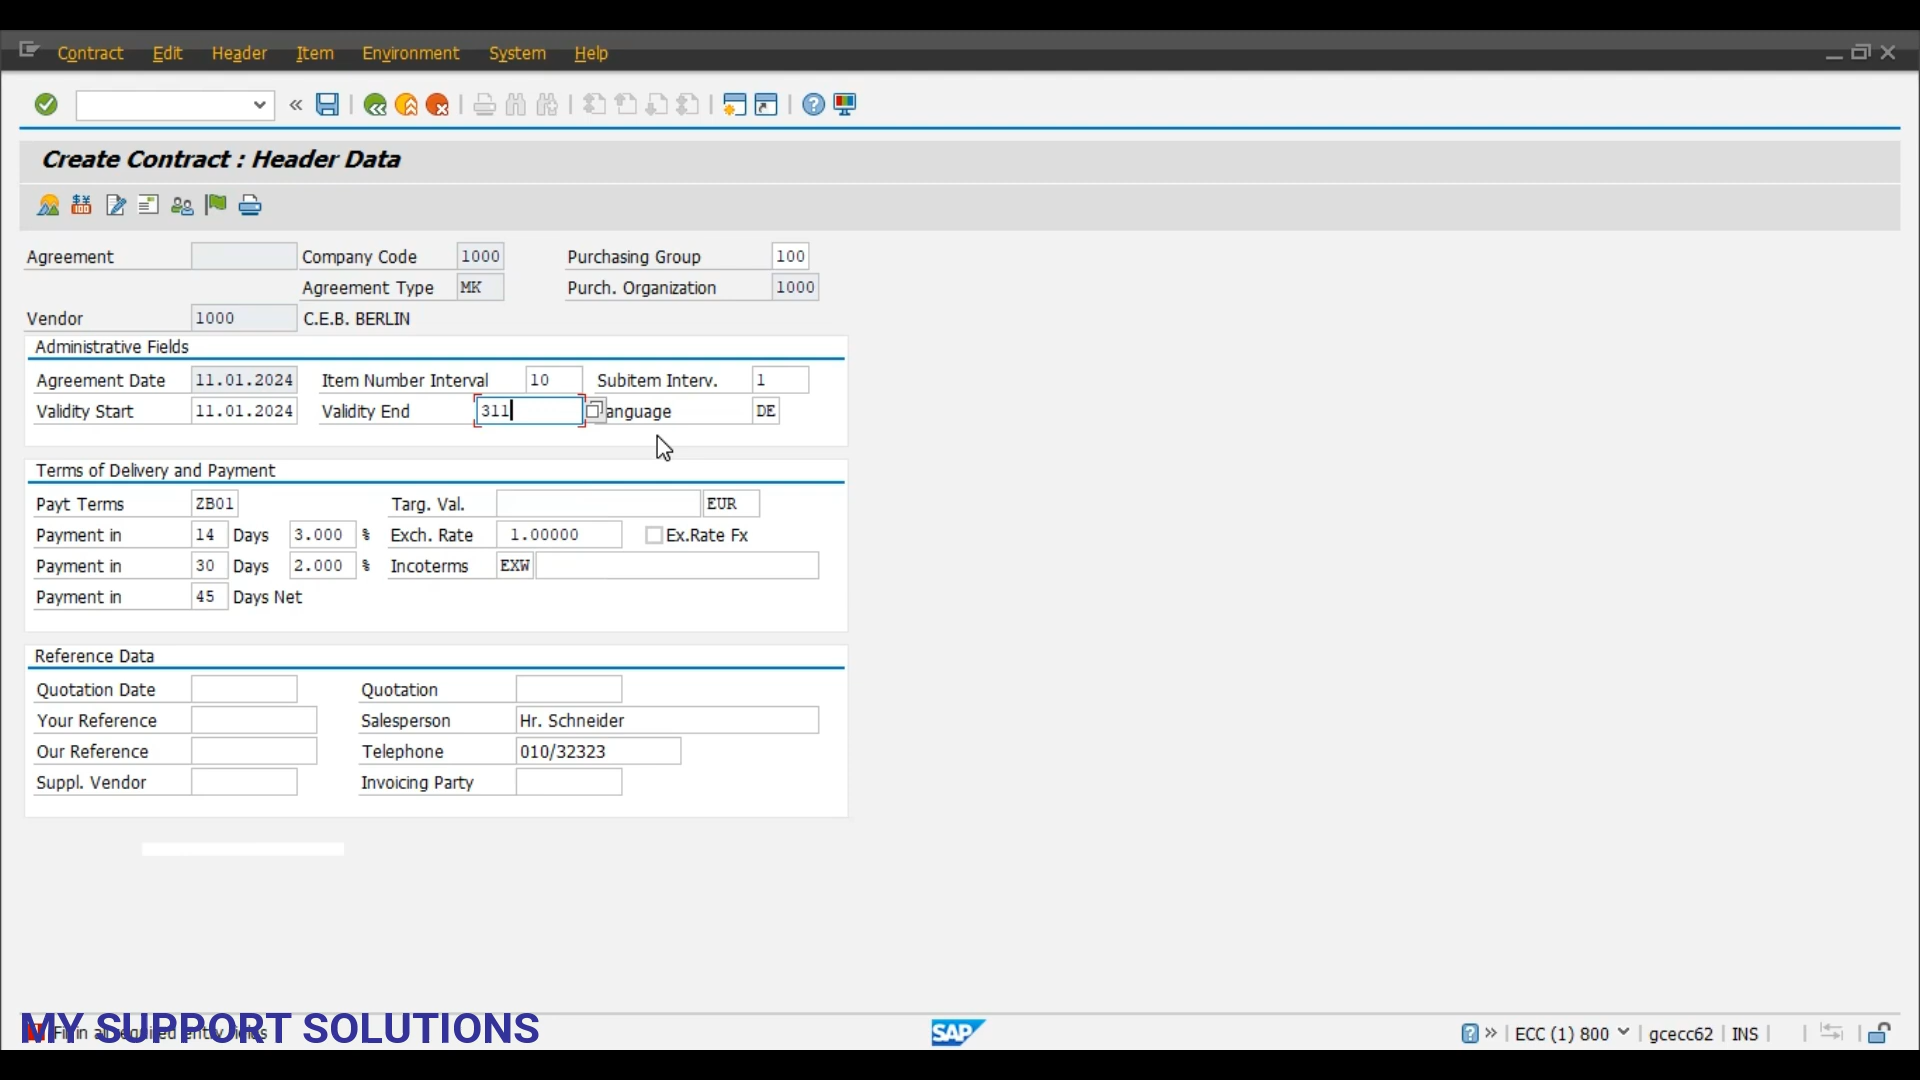 Contract Edit Header Item Environment System Help
Create Contract : Header Data
Agreement Company Code 1000 Purchasing Group 100
Agreement Type MK Purch. Organization 1000
Vendor 1000 C.E.B. BERLIN
Administrative Fields
Agreement Date 11.01.2024 Item Number Interval 10 Subitem Interv. 1
Validity Start 11.01.2024 Validity End 311 anguage DE
Terms of Delivery and Payment
Payt Terms ZB01 Targ. Val. EUR
Payment in 14 Days 3.000 % Exch. Rate 1.00000 Ex.Rate Fx
Payment in 30 Days 2.000 % Incoterms EXW
Payment in 45 Days Net
Reference Data
Quotation Date Quotation
Your Reference Salesperson Hr. Schneider
Our Reference Telephone 010/32323
Suppl. Vendor Invoicing Party
MY SUPPORT SOLUTIONS
SAP ECC (1) 800 gcecc62 INS